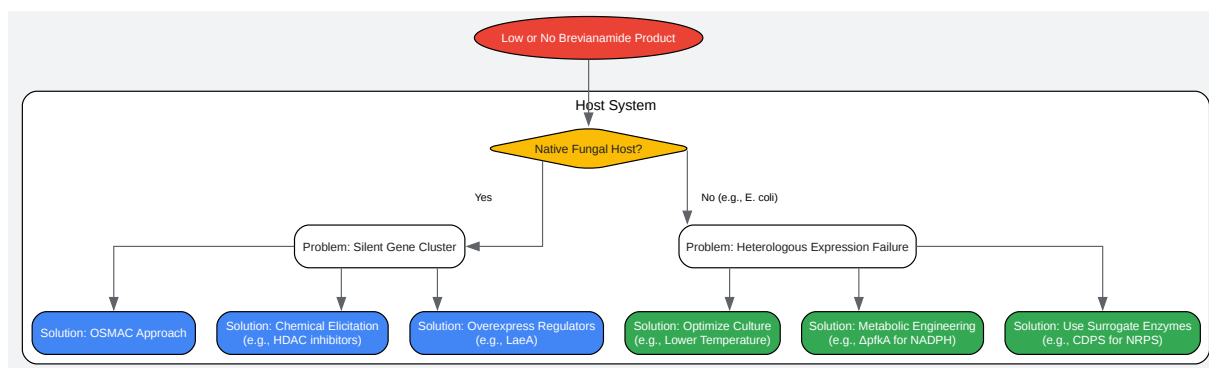 Low or No Brevianamide Product
Host System
Native Fungal Host?
Yes
No (e.g., E. coli)
Problem: Silent Gene Cluster
Problem: Heterologous Expression Failure
Solution: OSMAC Approach
Solution: Chemical Elicitation
(e.g., HDAC inhibitors)
Solution: Overexpress Regulators
(e.g., LaeA)
Solution: Optimize Culture
(e.g., Lower Temperature)
Solution: Metabolic Engineering
(e.g., ΔpfkA for NADPH)
Solution: Use Surrogate Enzymes
(e.g., CDPS for NRPS)